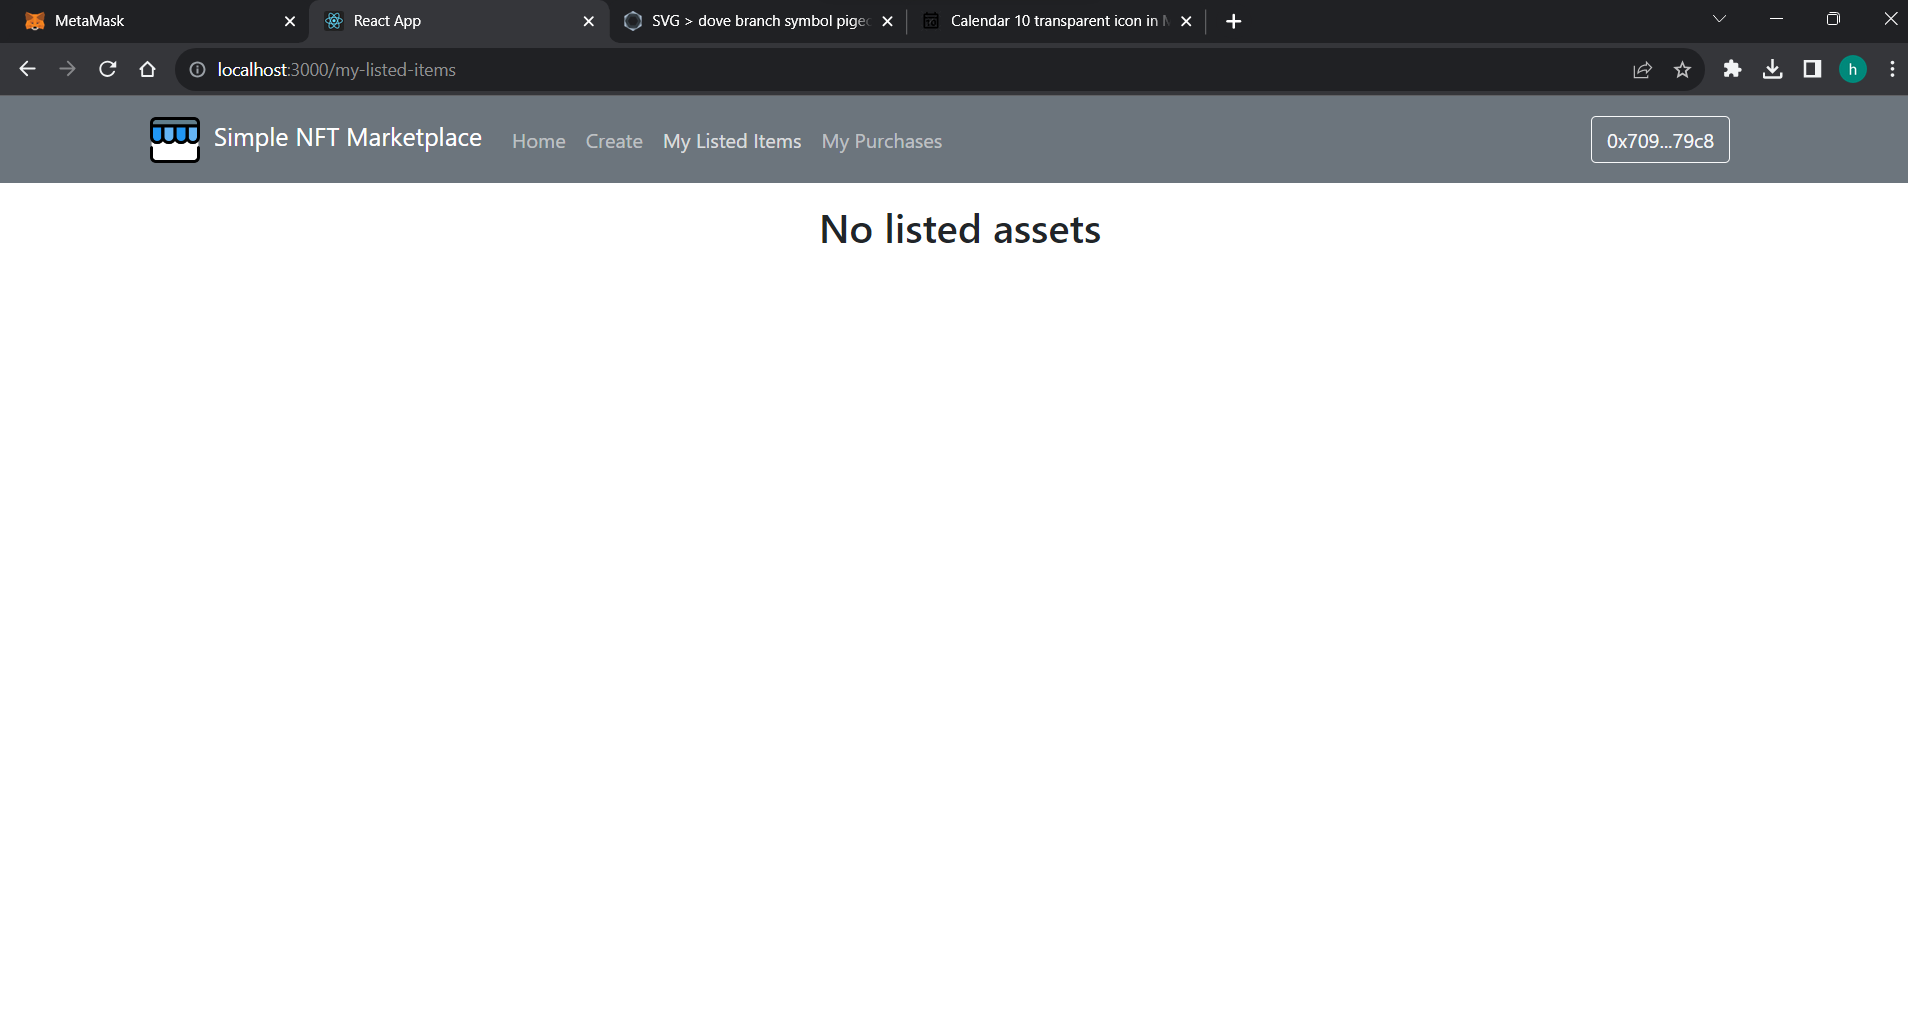 MetaMask
React App
SVG > dove branch symbol pige
Calendar 10 transparent icon in
localhost:3000/my-listed-items
h
Simple NFT Marketplace
Home
Create
My Listed Items
My Purchases
0x709...79c8
No listed assets